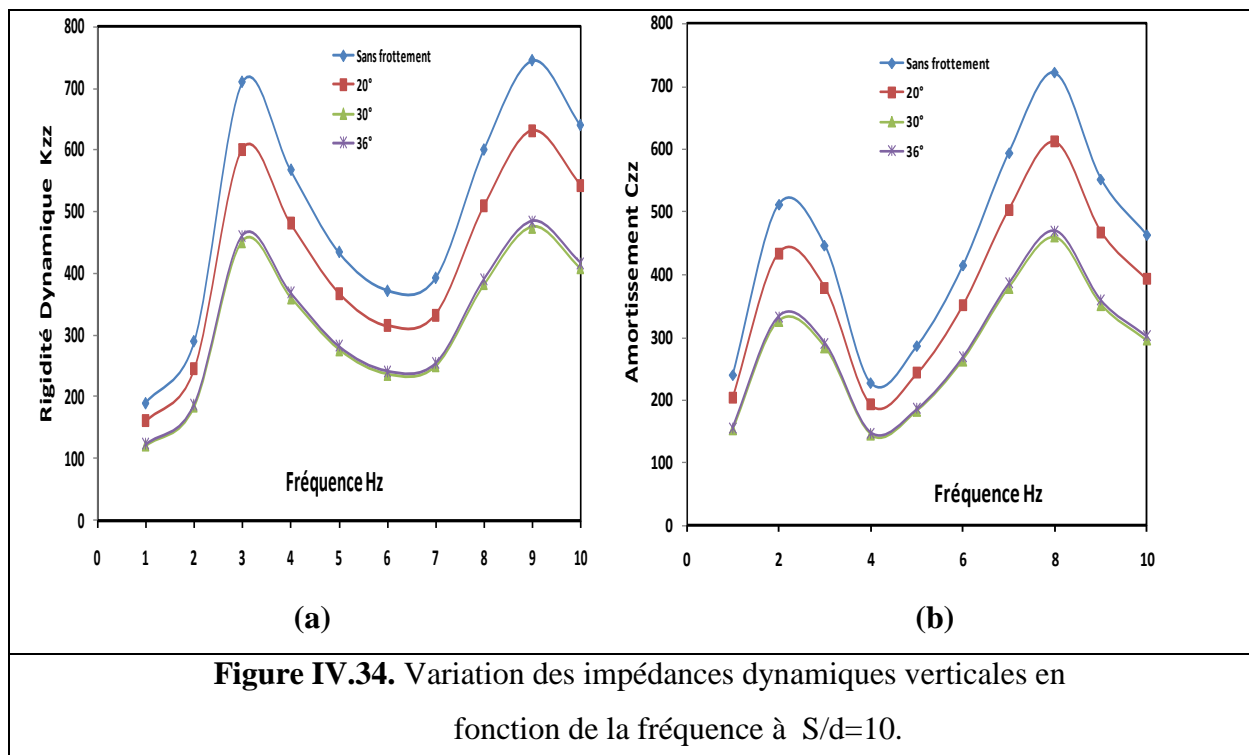 800
700
600
500
400
300
200
100
0
Rigidité Dynamique Kzz
Sans frottement
20°
30°
36°
Fréquence Hz
0 1 2 3 4 5 6 7 8 9 10
(a)
800
700
600
500
400
300
200
100
0
Amortissement Czz
Sans frottement
20°
30°
36°
Fréquence Hz
0 2 4 6 8 10
(b)
Figure IV.34. Variation des impédances dynamiques verticales en
fonction de la fréquence à S/d=10.